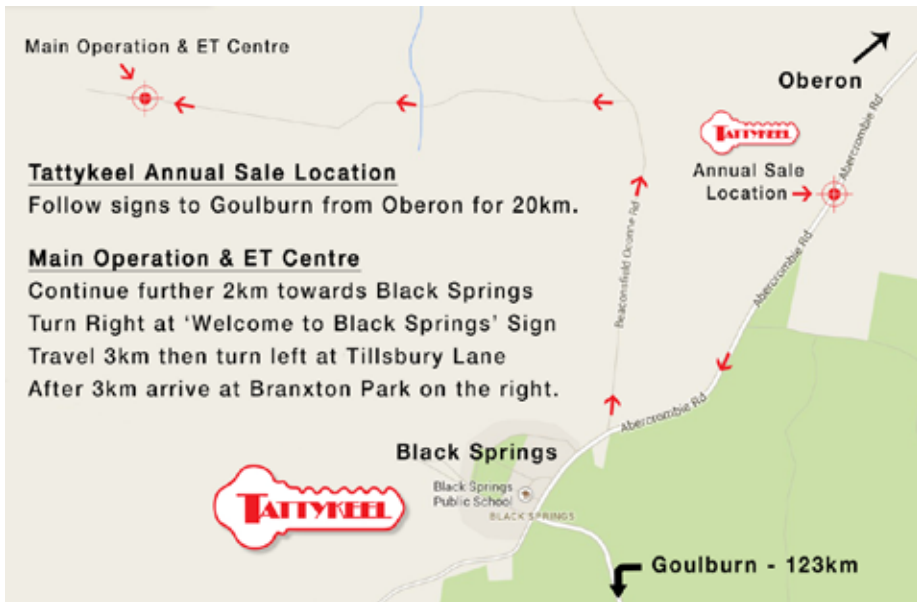 Main Operation & ET Centre
Oberon
Abercrombie Rd
TATTYKEEL
Annual Sale
Location
Tattykeel Annual Sale Location
Follow signs to Goulburn from Oberon for 20km.
Main Operation & ET Centre
Continue further 2km towards Black Springs
Turn Right at ‘Welcome to Black Springs’ Sign
Travel 3km then turn left at Tillsbury Lane
After 3km arrive at Branxton Park on the right.
Beaconsfield Oconne Rd
Abercrombie Rd
Abercrombie Rd
Black Springs
Black Springs
Public School
BLACK SPRINGS
TATTYKEEL
Goulburn - 123km